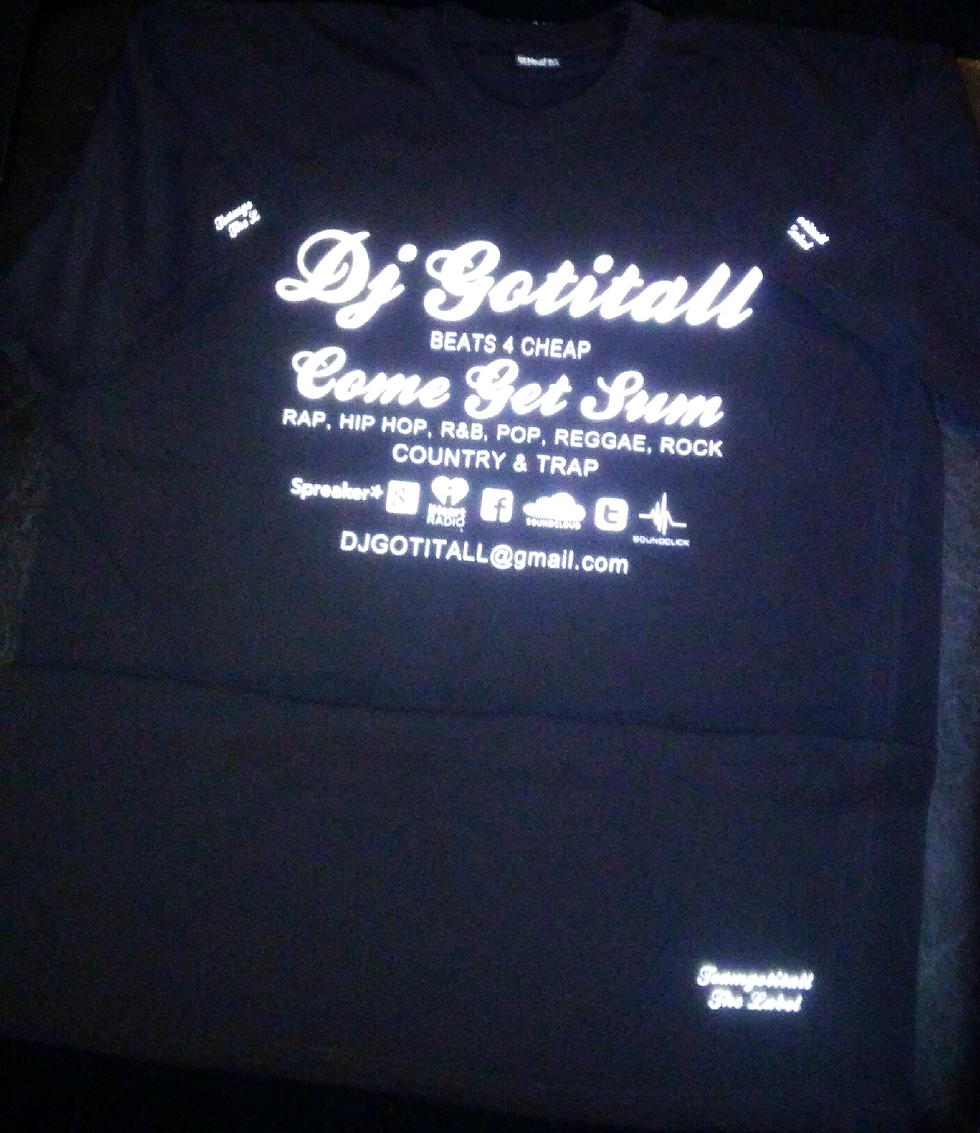 Dj Gotitall
BEATS 4 CHEAP
Come Get Sum
RAP, HIP HOP, R&B, POP, REGGAE, ROCK
COUNTRY & TRAP
Spreaker* g iHeart RADIO f SOUNDCLOUD t SOUNDCLICK
DJGOTITALL@gmail.com
Teamgotitall
The Label